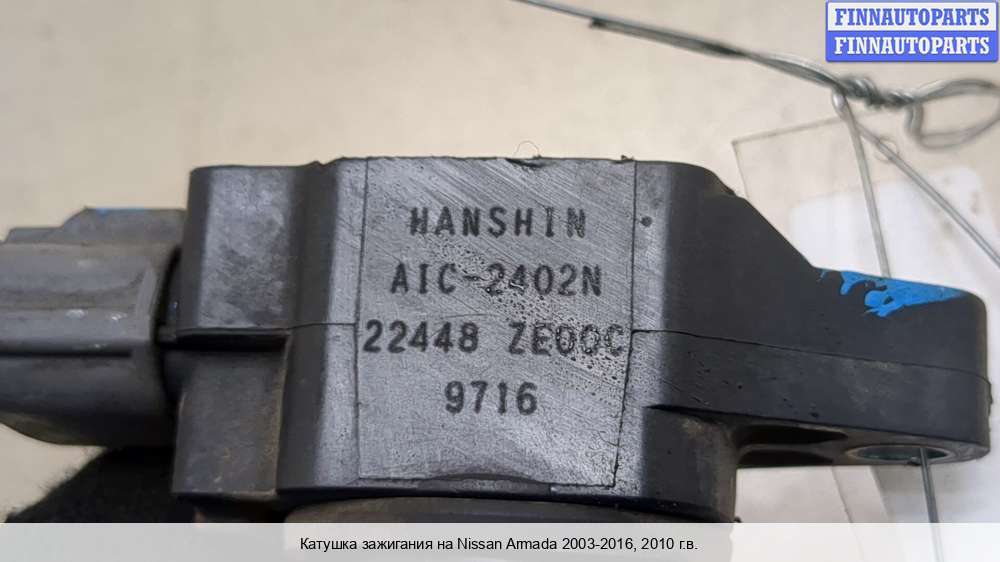 FINNAUTOPARTS
FINNAUTOPARTS
HANSHIN
AIC-2402N
22448 ZE00C
9716
Катушка зажигания на Nissan Armada 2003-2016, 2010 г.в.